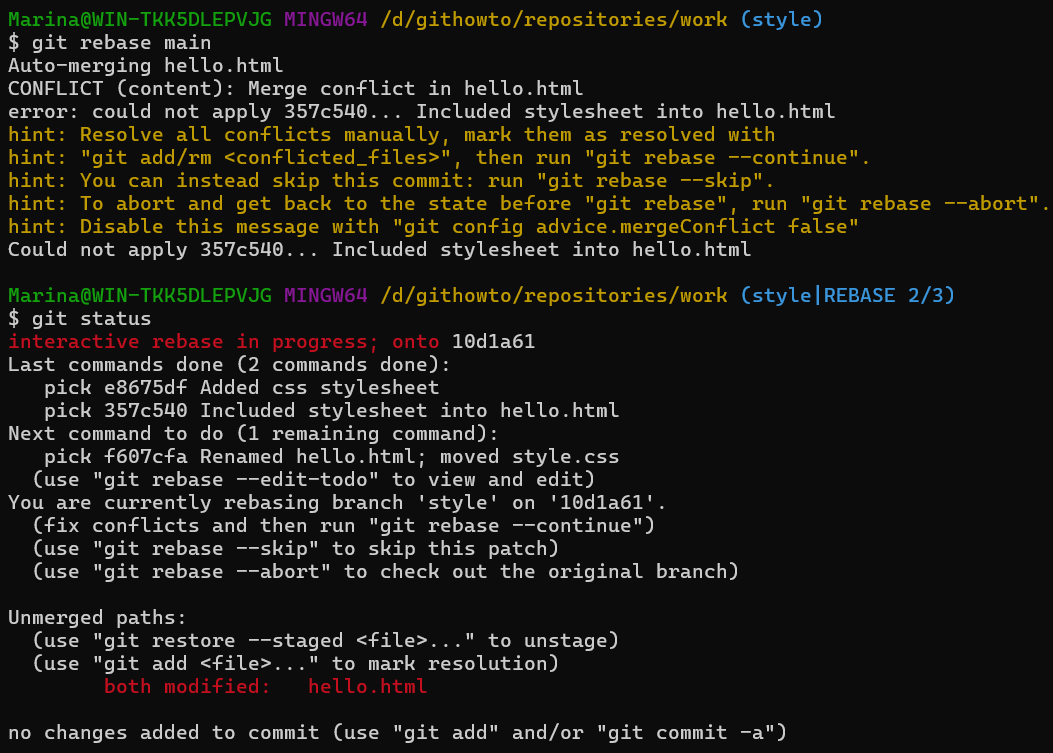 Marina@WIN-TKK5DLEPVJG MINGW64 /d/githowto/repositories/work (style)
$ git rebase main
Auto-merging hello.html
CONFLICT (content): Merge conflict in hello.html
error: could not apply 357c540... Included stylesheet into hello.html
hint: Resolve all conflicts manually, mark them as resolved with
hint: "git add/rm <conflicted_files>", then run "git rebase --continue".
hint: You can instead skip this commit: run "git rebase --skip".
hint: To abort and get back to the state before "git rebase", run "git rebase --abort".
hint: Disable this message with "git config advice.mergeConflict false"
Could not apply 357c540... Included stylesheet into hello.html

Marina@WIN-TKK5DLEPVJG MINGW64 /d/githowto/repositories/work (style|REBASE 2/3)
$ git status
interactive rebase in progress; onto 10d1a61
Last commands done (2 commands done):
   pick e8675df Added css stylesheet
   pick 357c540 Included stylesheet into hello.html
Next command to do (1 remaining command):
   pick f607cfa Renamed hello.html; moved style.css
  (use "git rebase --edit-todo" to view and edit)
You are currently rebasing branch 'style' on '10d1a61'.
  (fix conflicts and then run "git rebase --continue")
  (use "git rebase --skip" to skip this patch)
  (use "git rebase --abort" to check out the original branch)

Unmerged paths:
  (use "git restore --staged <file>..." to unstage)
  (use "git add <file>..." to mark resolution)
        both modified:   hello.html

no changes added to commit (use "git add" and/or "git commit -a")